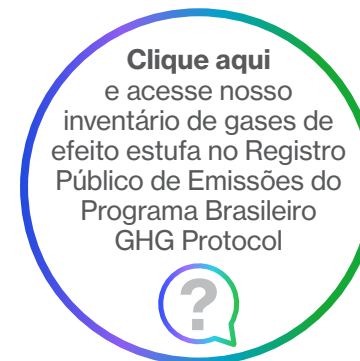 Clique aqui
e acesse nosso
inventário de gases de
efeito estufa no Registro
Público de Emissões do
Programa Brasileiro
GHG Protocol
?